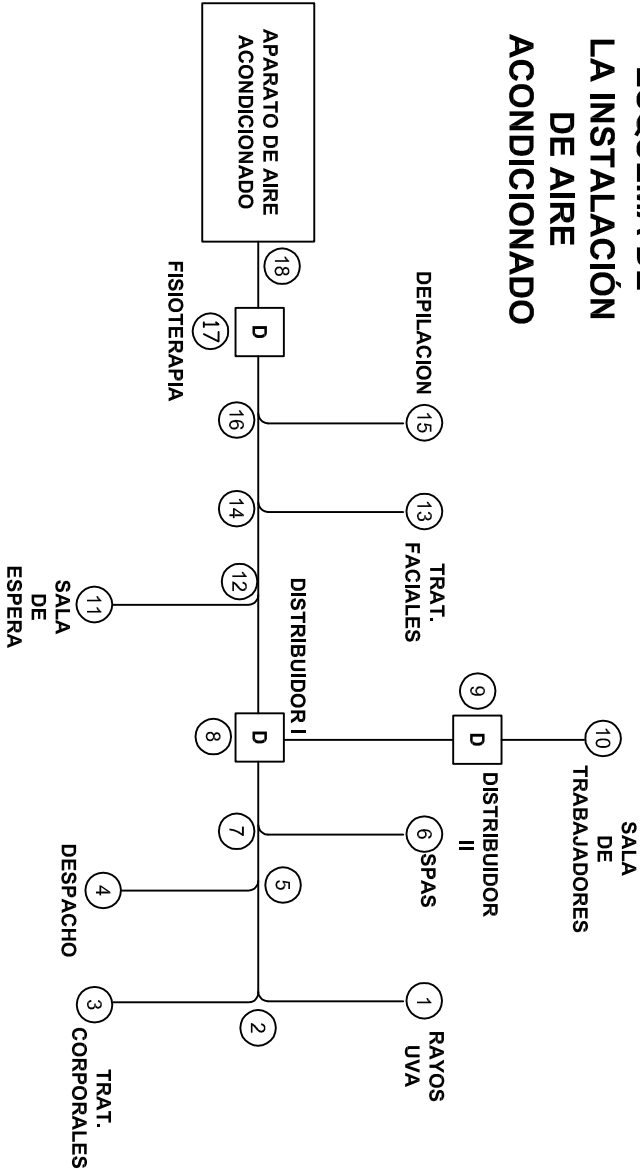 ESQUEMA DE
LA INSTALACIÓN
DE AIRE
ACONDICIONADO
APARATO DE AIRE
ACONDICIONADO
18
D
17
FISIOTERAPIA
16
DEPILACION
15
14
13
TRAT.
FACIALES
12
11
SALA
DE
ESPERA
DISTRIBUIDOR I
D
8
9
D
DISTRIBUIDOR
II
10
SALA
DE
TRABAJADORES
7
6
SPAS
5
4
DESPACHO
2
1
RAYOS
UVA
3
TRAT.
CORPORALES